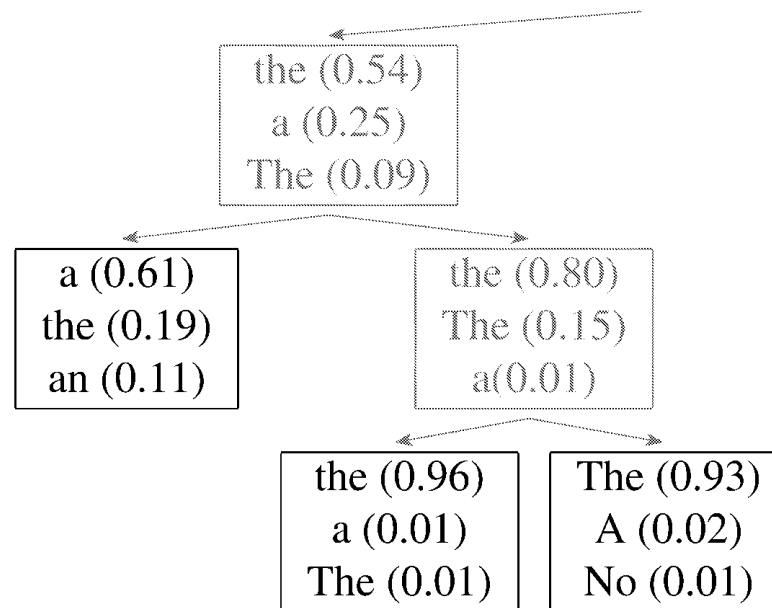 the (0.54)
a (0.25)
The (0.09)
a (0.61)
the (0.19)
an (0.11)
the (0.80)
The (0.15)
a(0.01)
the (0.96)
a (0.01)
The (0.01)
The (0.93)
A (0.02)
No (0.01)